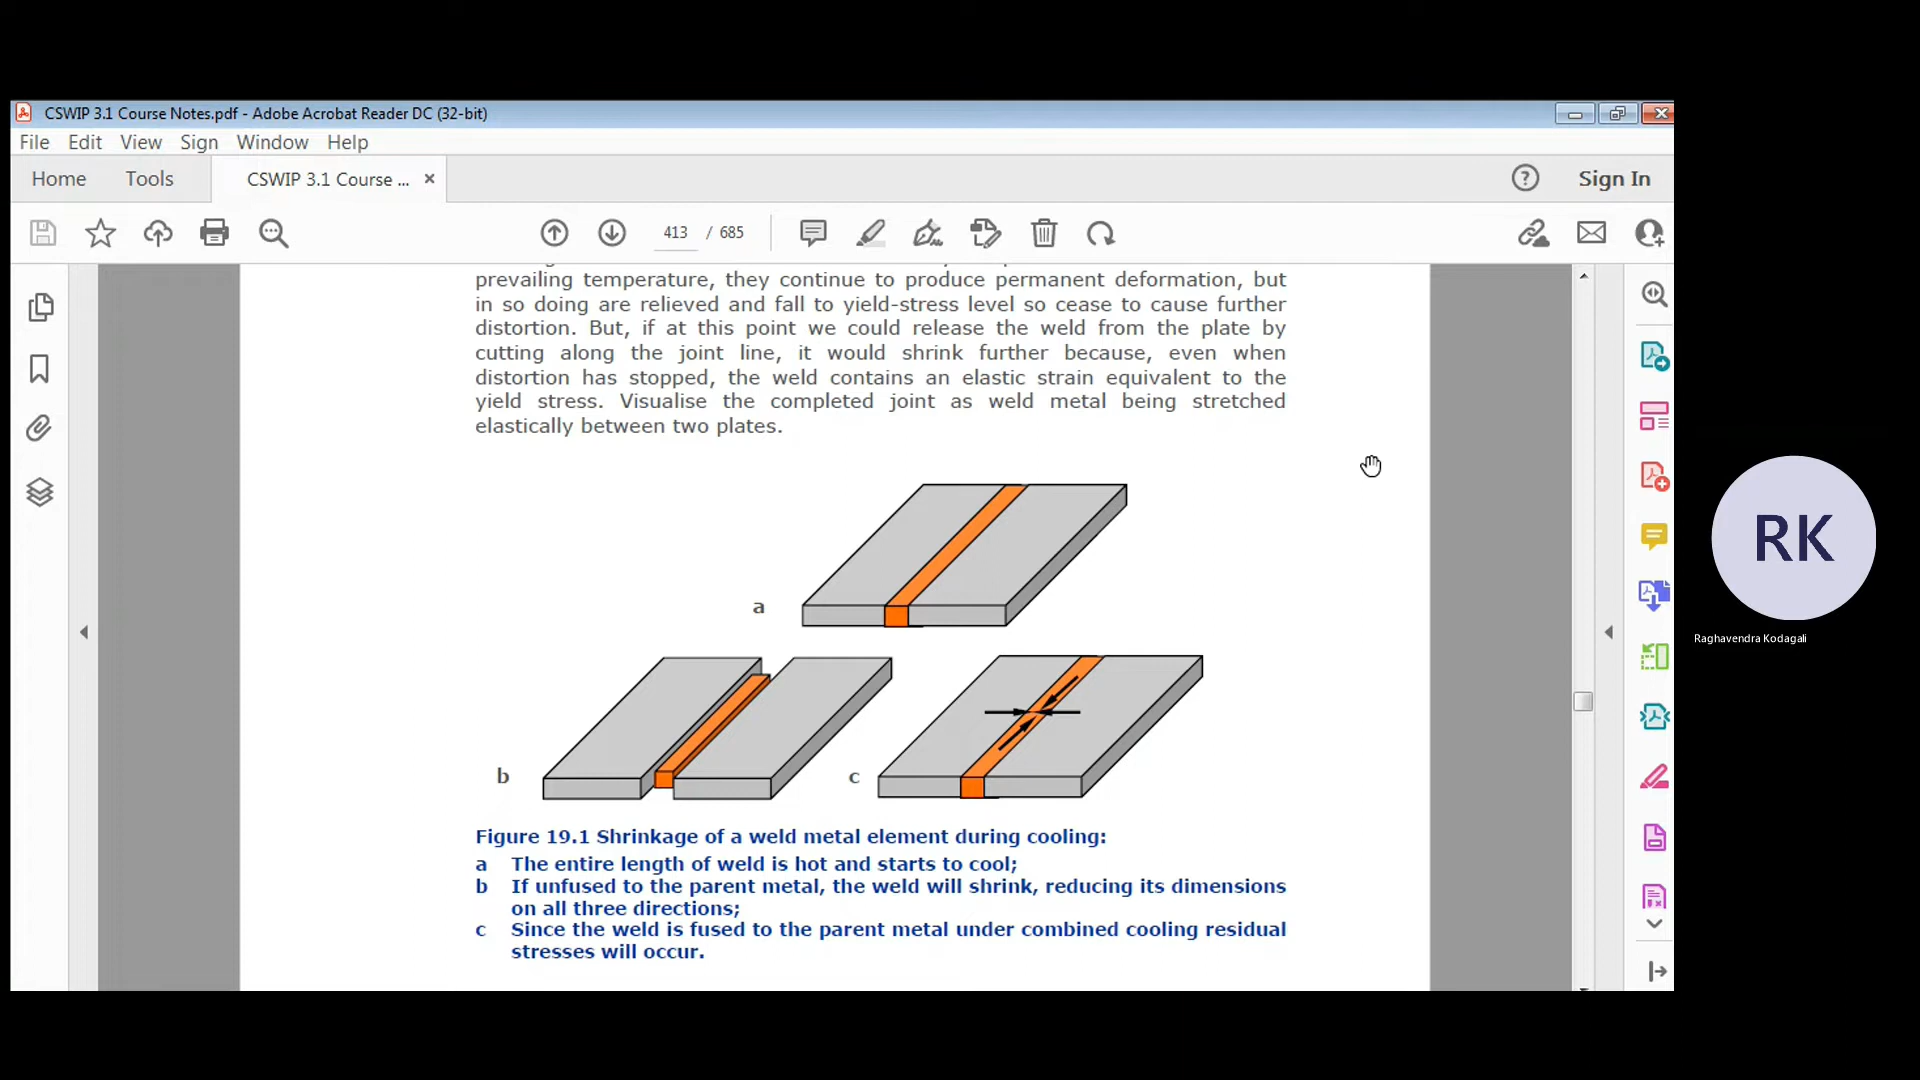 CSWIP 3.1 Course Notes.pdf - Adobe Acrobat Reader DC (32-bit)
File Edit View Sign Window Help
Home Tools CSWIP 3.1 Course ... × ? Sign In
413 / 685
prevailing temperature, they continue to produce permanent deformation, but
in so doing are relieved and fall to yield-stress level so cease to cause further
distortion. But, if at this point we could release the weld from the plate by
cutting along the joint line, it would shrink further because, even when
distortion has stopped, the weld contains an elastic strain equivalent to the
yield stress. Visualise the completed joint as weld metal being stretched
elastically between two plates.
a
b
c
Figure 19.1 Shrinkage of a weld metal element during cooling:
a The entire length of weld is hot and starts to cool;
b If unfused to the parent metal, the weld will shrink, reducing its dimensions
on all three directions;
c Since the weld is fused to the parent metal under combined cooling residual
stresses will occur.
RK
Raghavendra Kodagali